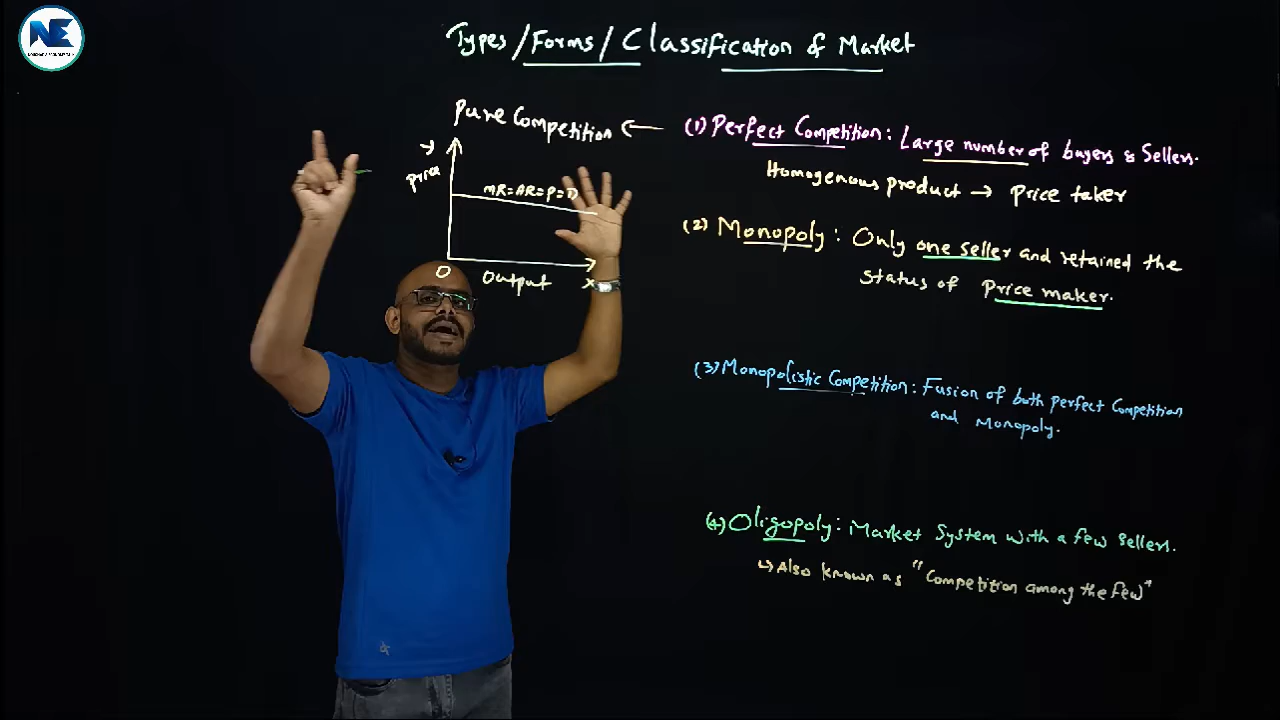 NE
Types/Forms/Classification of Market
Pure Competition ←
Y
Price
MR=AR=P=D
O
Output
X
(1) Perfect Competition: Large number of buyers & Sellers.
Homogenous product → Price taker
(2) Monopoly: Only one seller and retained the
status of Price maker.
(3) Monopolistic Competition: Fusion of both perfect Competition
and Monopoly.
(4) Oligopoly: Market System with a few sellers.
↳ Also known as "Competition among the few"